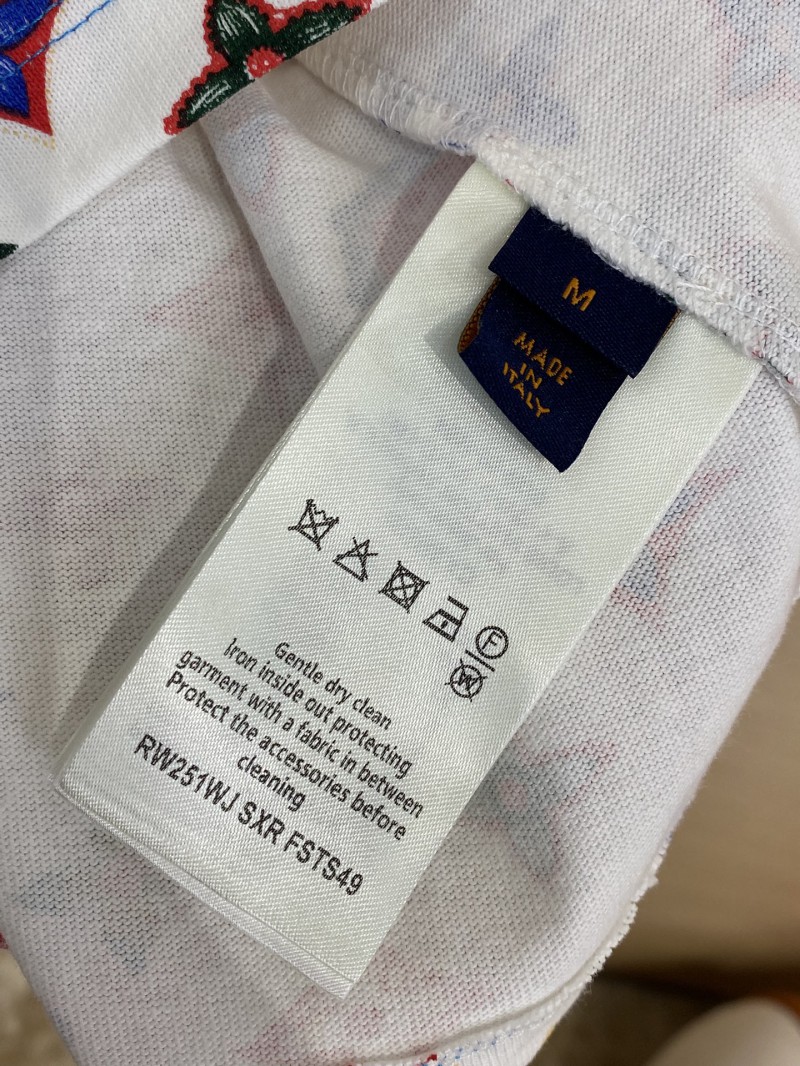 M
MADE
IN
ITALY
F
W
Gentle dry clean
Iron inside out protecting
garment with a fabric in between
Protect the accessories before
cleaning
RW251WJ SXR FSTS49